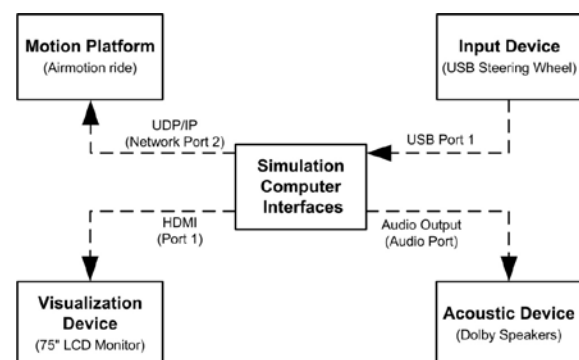 Motion Platform
(Airmotion ride)
Input Device
(USB Steering Wheel)
UDP/IP
(Network Port 2)
USB Port 1
Simulation
Computer
Interfaces
HDMI
(Port 1)
Audio Output
(Audio Port)
Visualization
Device
(75" LCD Monitor)
Acoustic Device
(Dolby Speakers)